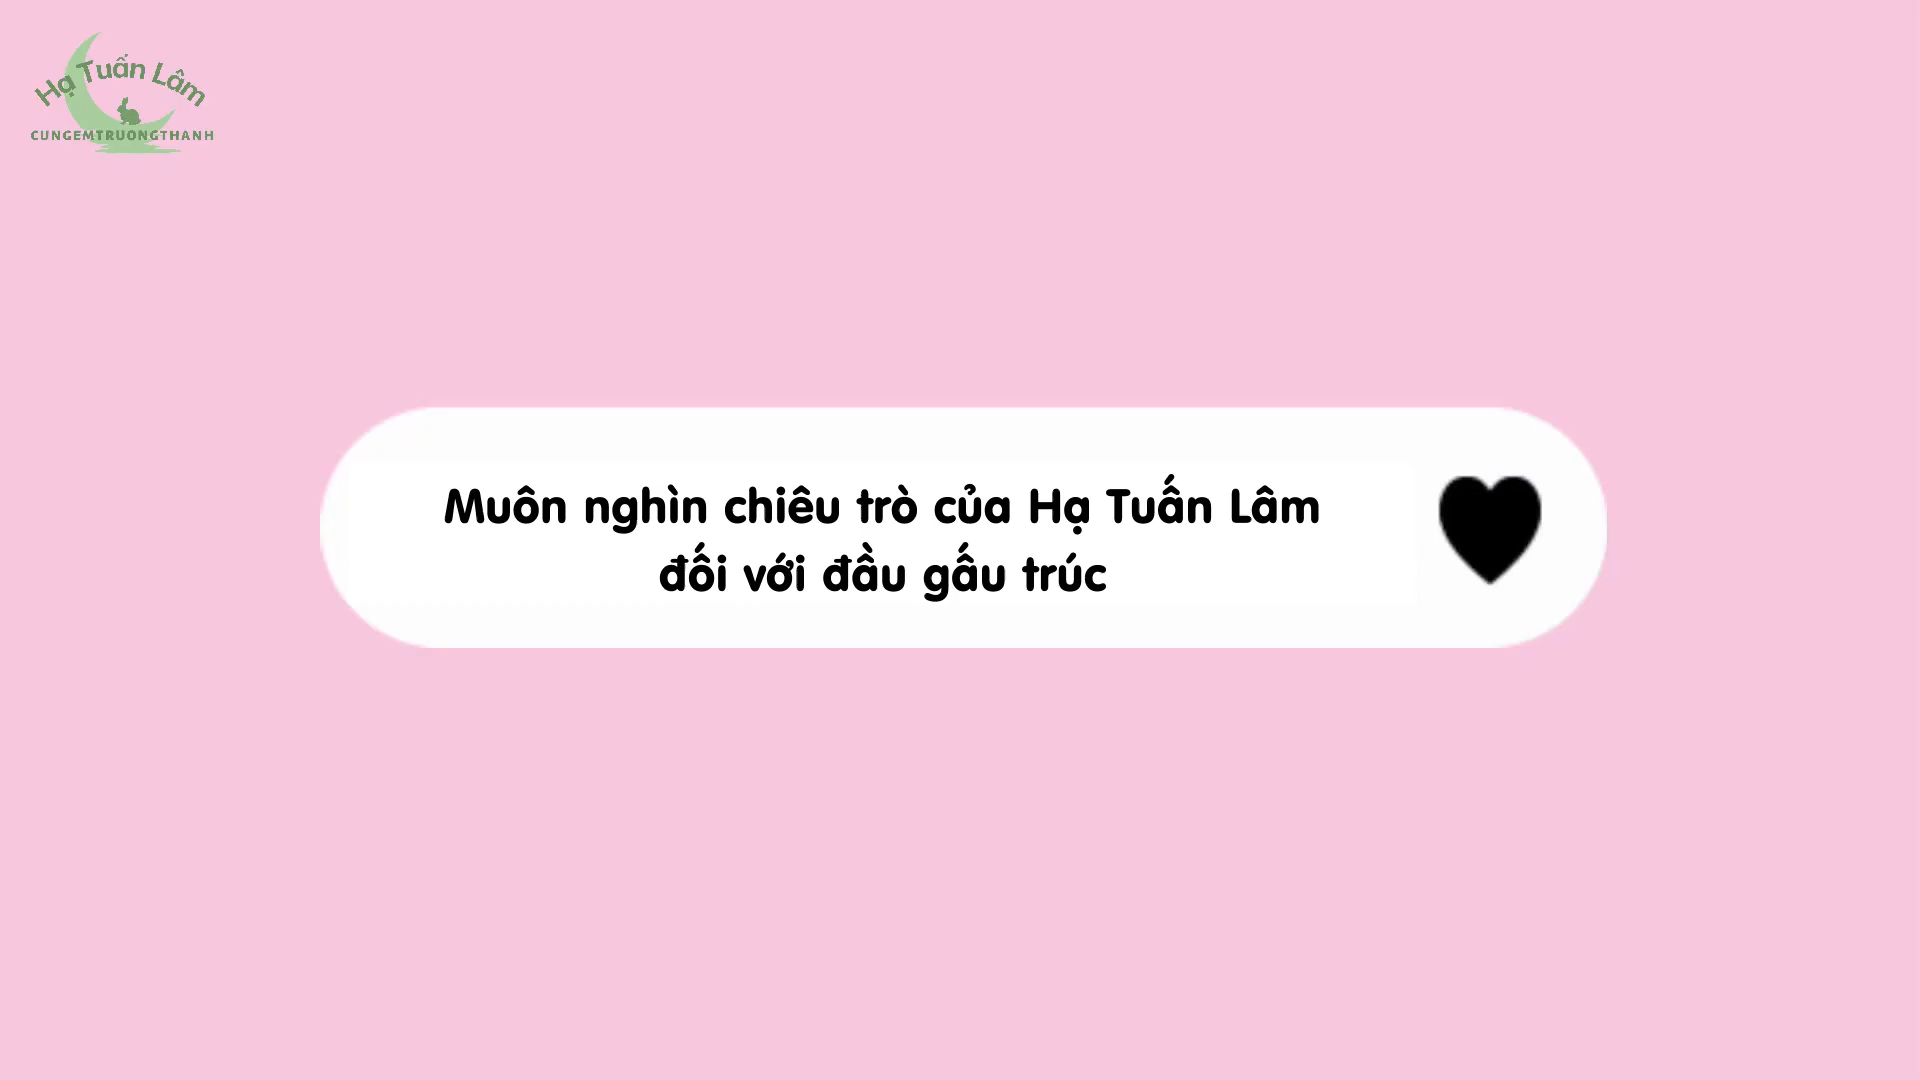 Hạ Tuấn Lâm
CUNGEMTRUONGTHANH
Muôn nghìn chiêu trò của Hạ Tuấn Lâm
đối với đầu gấu trúc